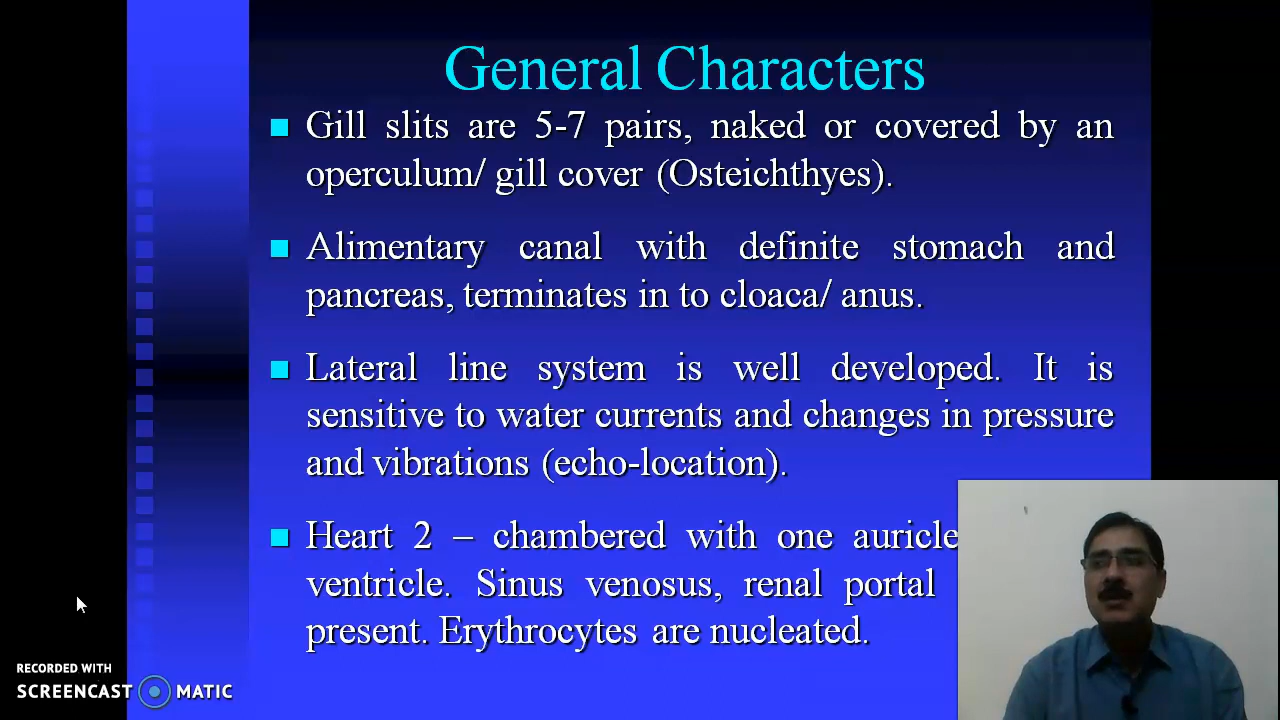 General Characters
Gill slits are 5-7 pairs, naked or covered by an
operculum/ gill cover (Osteichthyes).
Alimentary canal with definite stomach and
pancreas, terminates in to cloaca/ anus.
Lateral line system is well developed. It is
sensitive to water currents and changes in pressure
and vibrations (echo-location).
Heart 2 – chambered with one auricle
ventricle. Sinus venosus, renal portal
present. Erythrocytes are nucleated.
RECORDED WITH
SCREENCAST MATIC